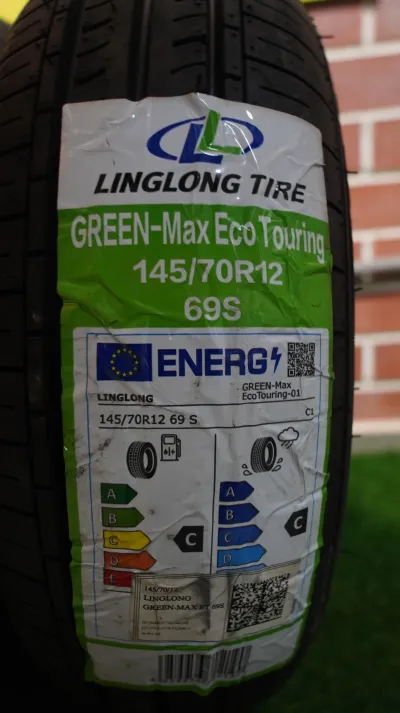 LINGLONG TIRE
GREEN-Max Eco Touring
145/70R12
69S
ENERG
LINGLONG
GREEN-Max
EcoTouring-01
145/70R12 69 S
C1
A
B
C
D
C
A
B
C
D
C
LINGLONG